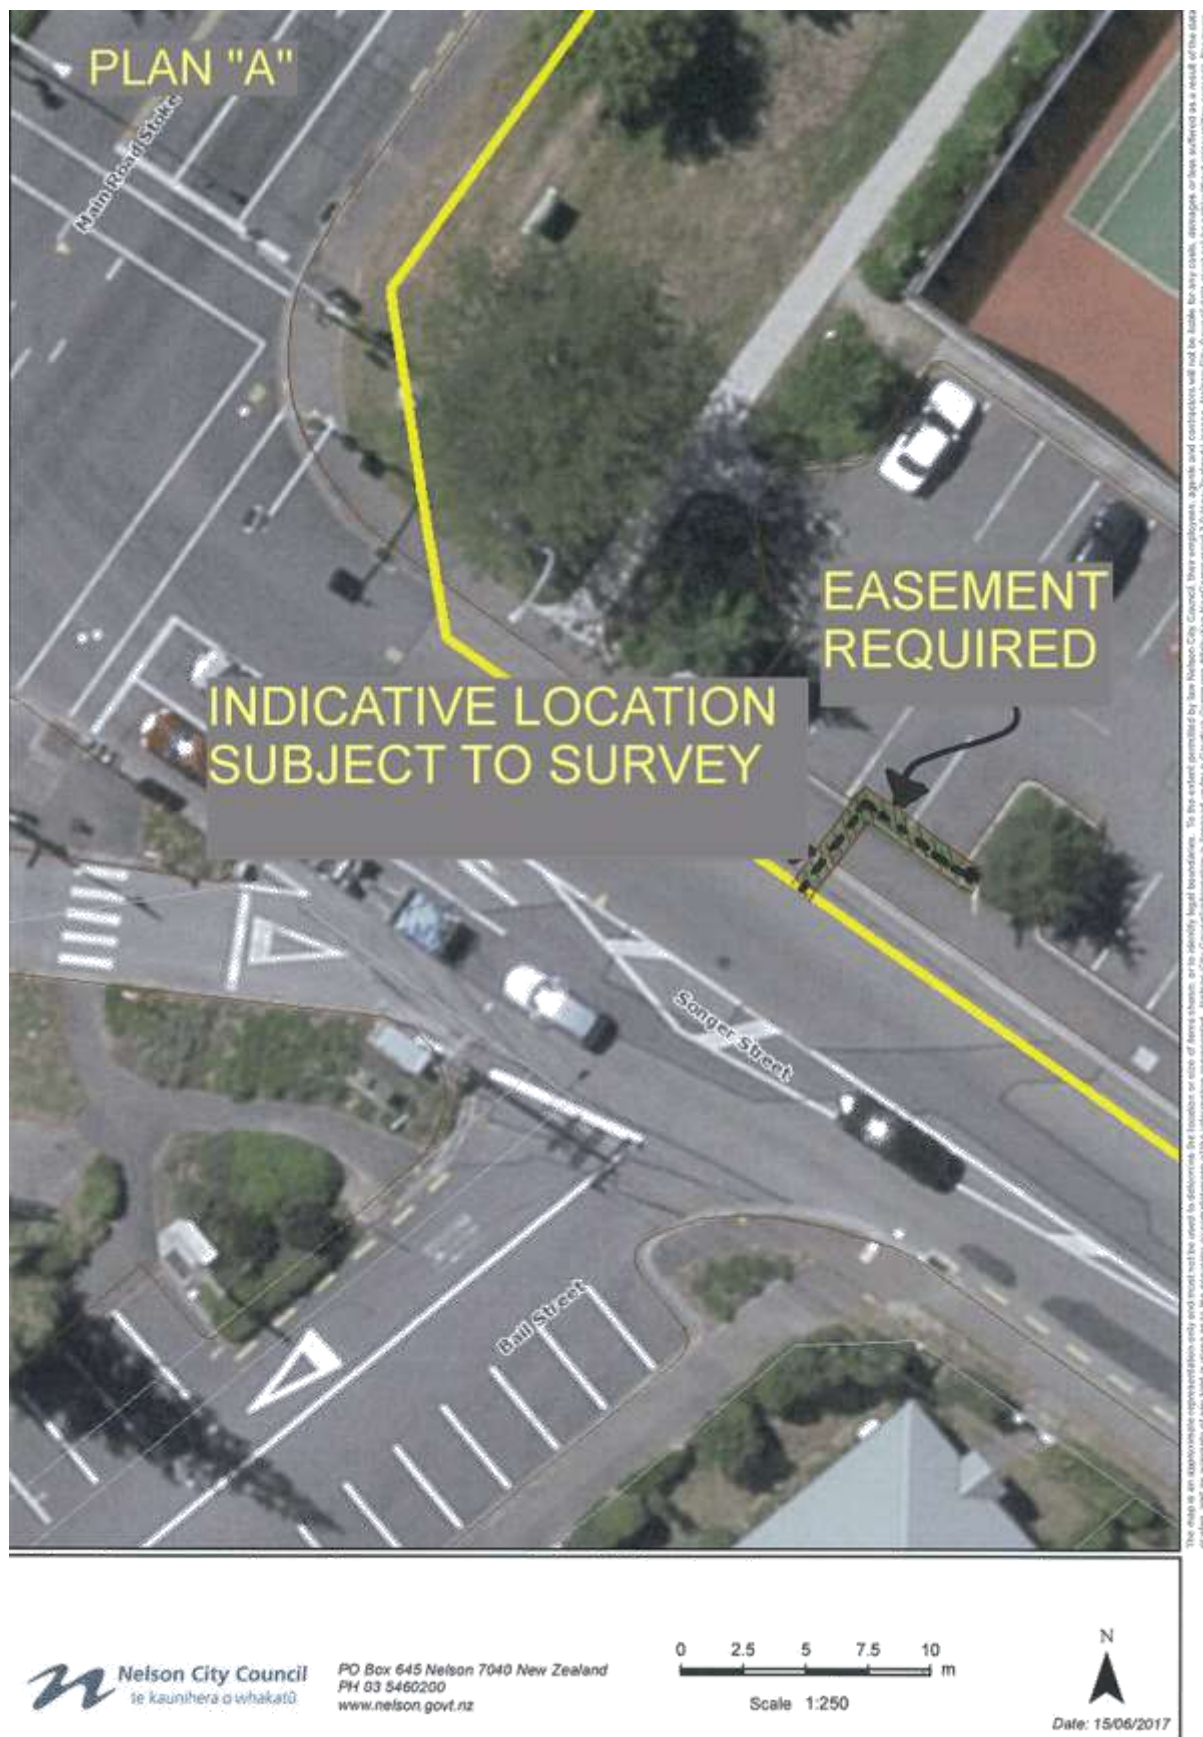 PLAN "A"
Main Road Stoke
EASEMENT
REQUIRED
INDICATIVE LOCATION
SUBJECT TO SURVEY
Songer Street
Ball Street
Nelson City Council
te kaunihera o whakatū
PO Box 645 Nelson 7040 New Zealand
PH 03 5460200
www.nelson.govt.nz
0 2.5 5 7.5 10
m
Scale 1:250
N
Date: 15/06/2017